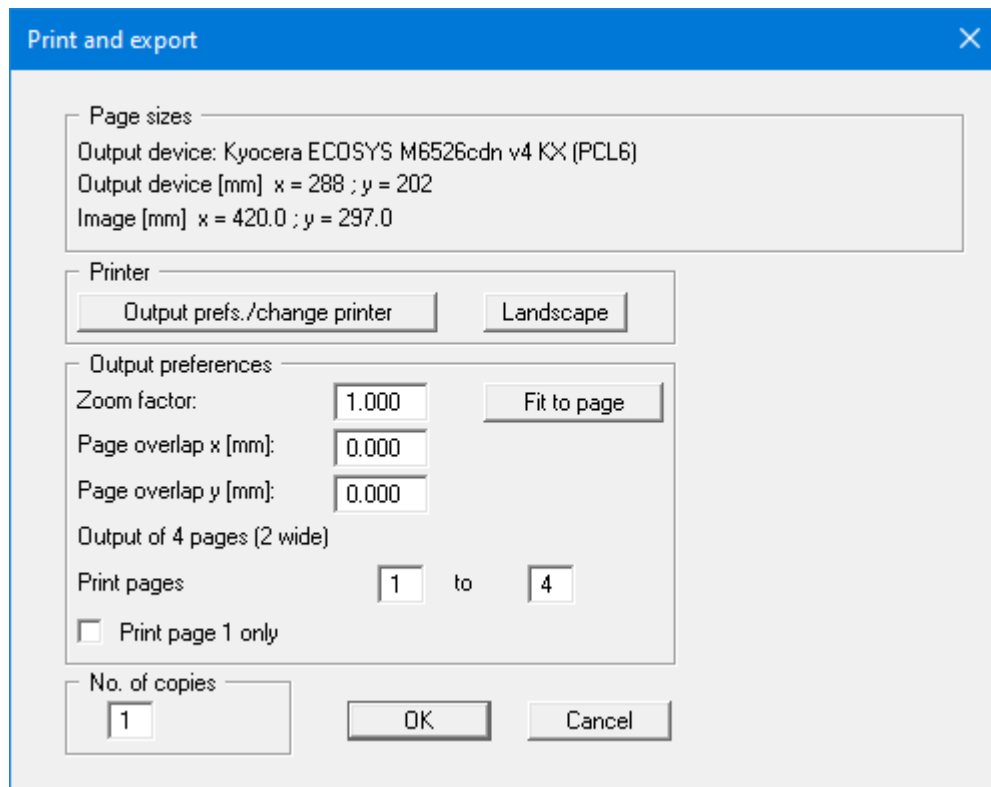 Print and export
Page sizes
Output device: Kyocera ECOSYS M6526cdn v4 KX (PCL6)
Output device [mm]  x = 288 ; y = 202
Image [mm]  x = 420.0 ; y = 297.0
Printer
Output prefs./change printer
Landscape
Output preferences
Zoom factor: 1.000
Fit to page
Page overlap x [mm]: 0.000
Page overlap y [mm]: 0.000
Output of 4 pages (2 wide)
Print pages 1 to 4
Print page 1 only
No. of copies
1
OK
Cancel